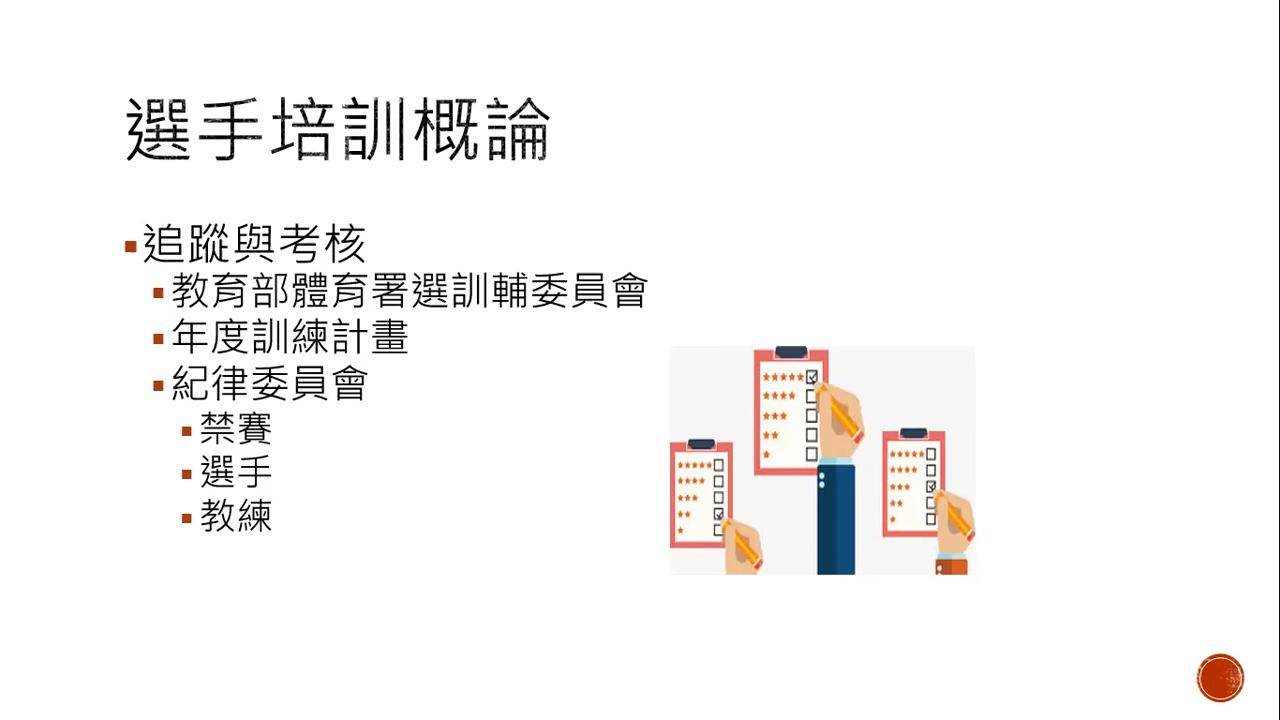 選手培訓概論
追蹤與考核
教育部體育署選訓輔委員會
年度訓練計畫
紀律委員會
禁賽
選手
教練